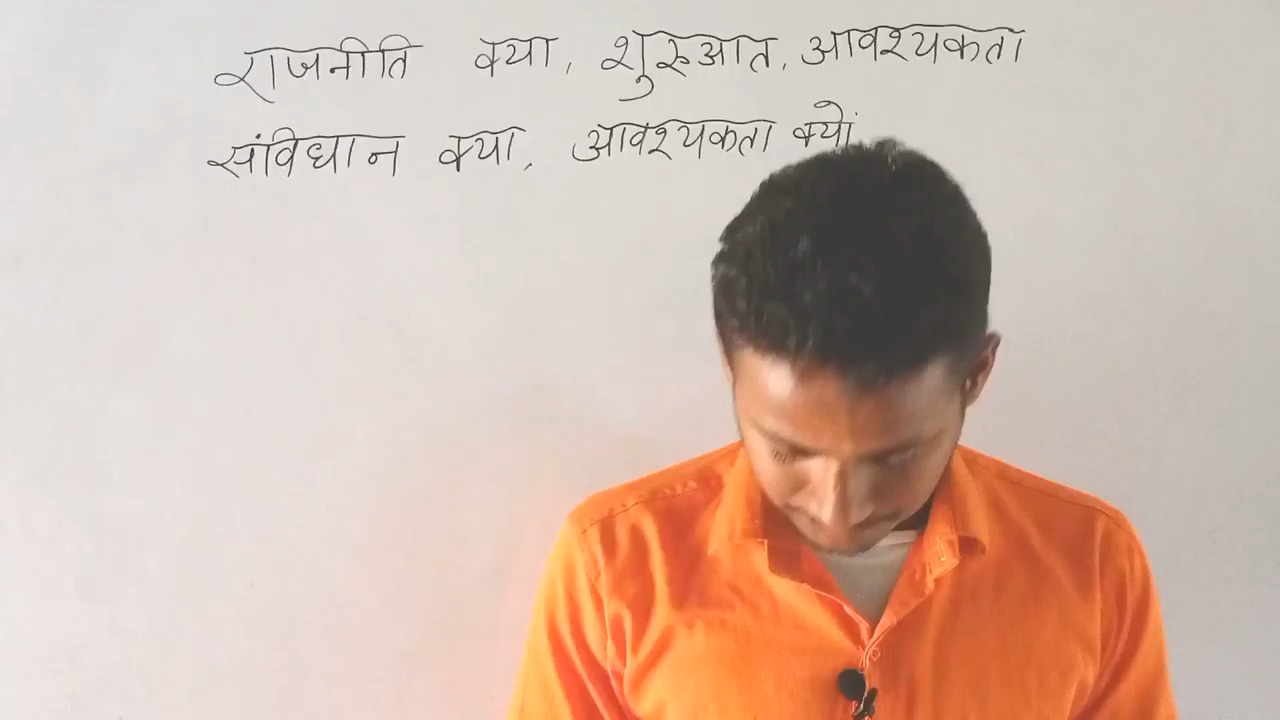 राजनीति क्या, शुरुआत, आवश्यकता
संविधान क्या, आवश्यकता क्यों